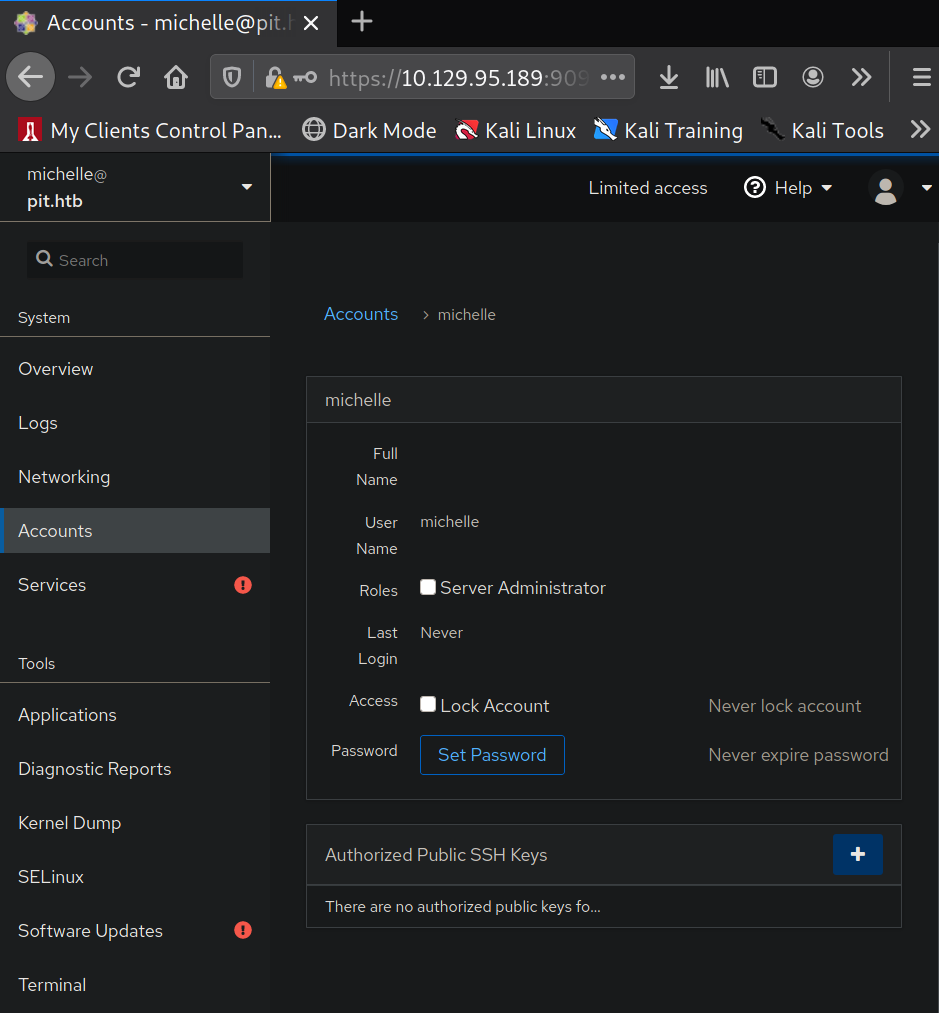 Accounts - michelle@pit.h
https://10.129.95.189:909
My Clients Control Pan...
Dark Mode
Kali Linux
Kali Training
Kali Tools
michelle@
pit.htb
Limited access
Help
Search
System
Overview
Logs
Networking
Accounts
Services
Tools
Applications
Diagnostic Reports
Kernel Dump
SELinux
Software Updates
Terminal
Accounts > michelle
michelle
Full
Name
User
Name
michelle
Roles
Server Administrator
Last
Login
Never
Access
Lock Account
Never lock account
Password
Set Password
Never expire password
Authorized Public SSH Keys
There are no authorized public keys fo...